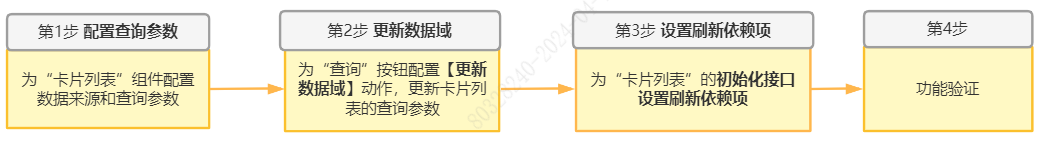 第1步 配置查询参数
为“卡片列表”组件配置
数据来源和查询参数
第2步 更新数据域
为“查询”按钮配置【更新
数据域】动作，更新卡片列
表的查询参数
第3步 设置刷新依赖项
为“卡片列表”的初始化接口
设置刷新依赖项
第4步
功能验证